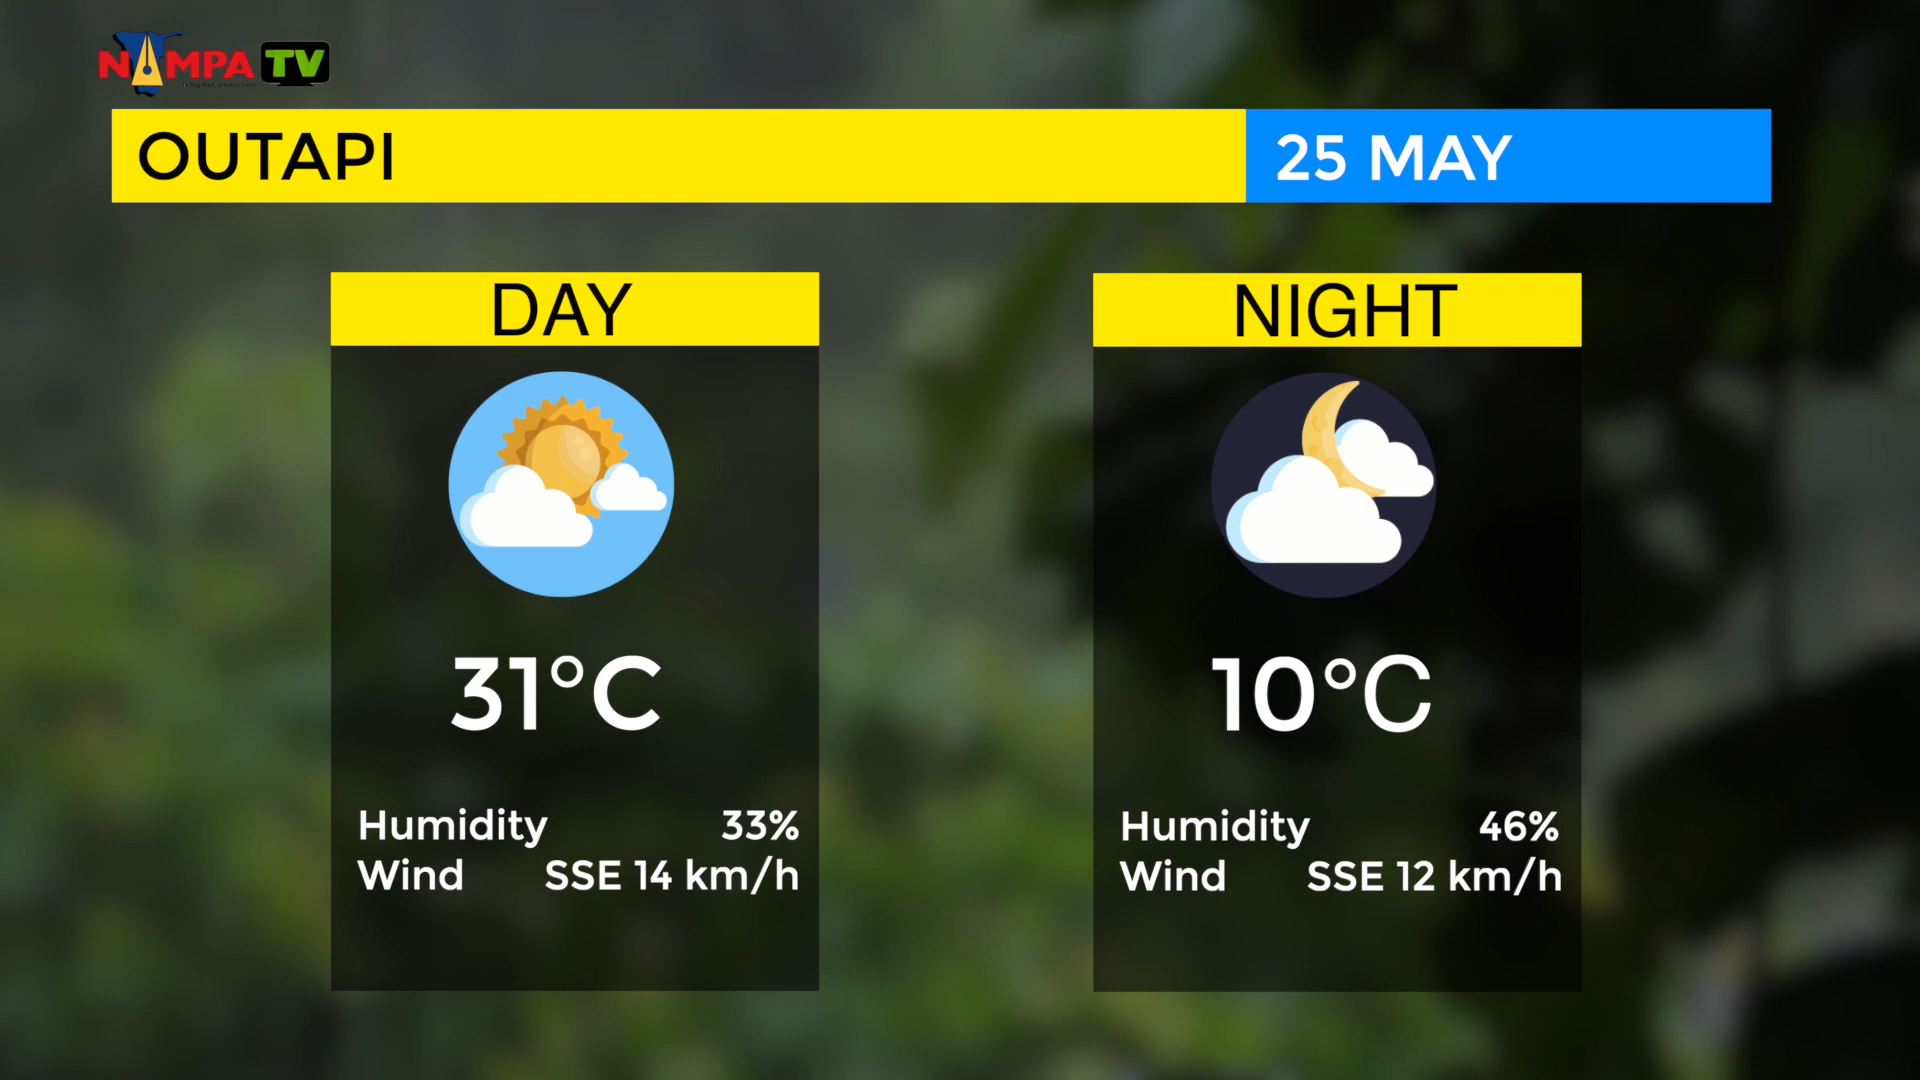 NAMPA TV
OUTAPI
25 MAY
DAY
31°C
Humidity 33%
Wind SSE 14 km/h
NIGHT
10°C
Humidity 46%
Wind SSE 12 km/h